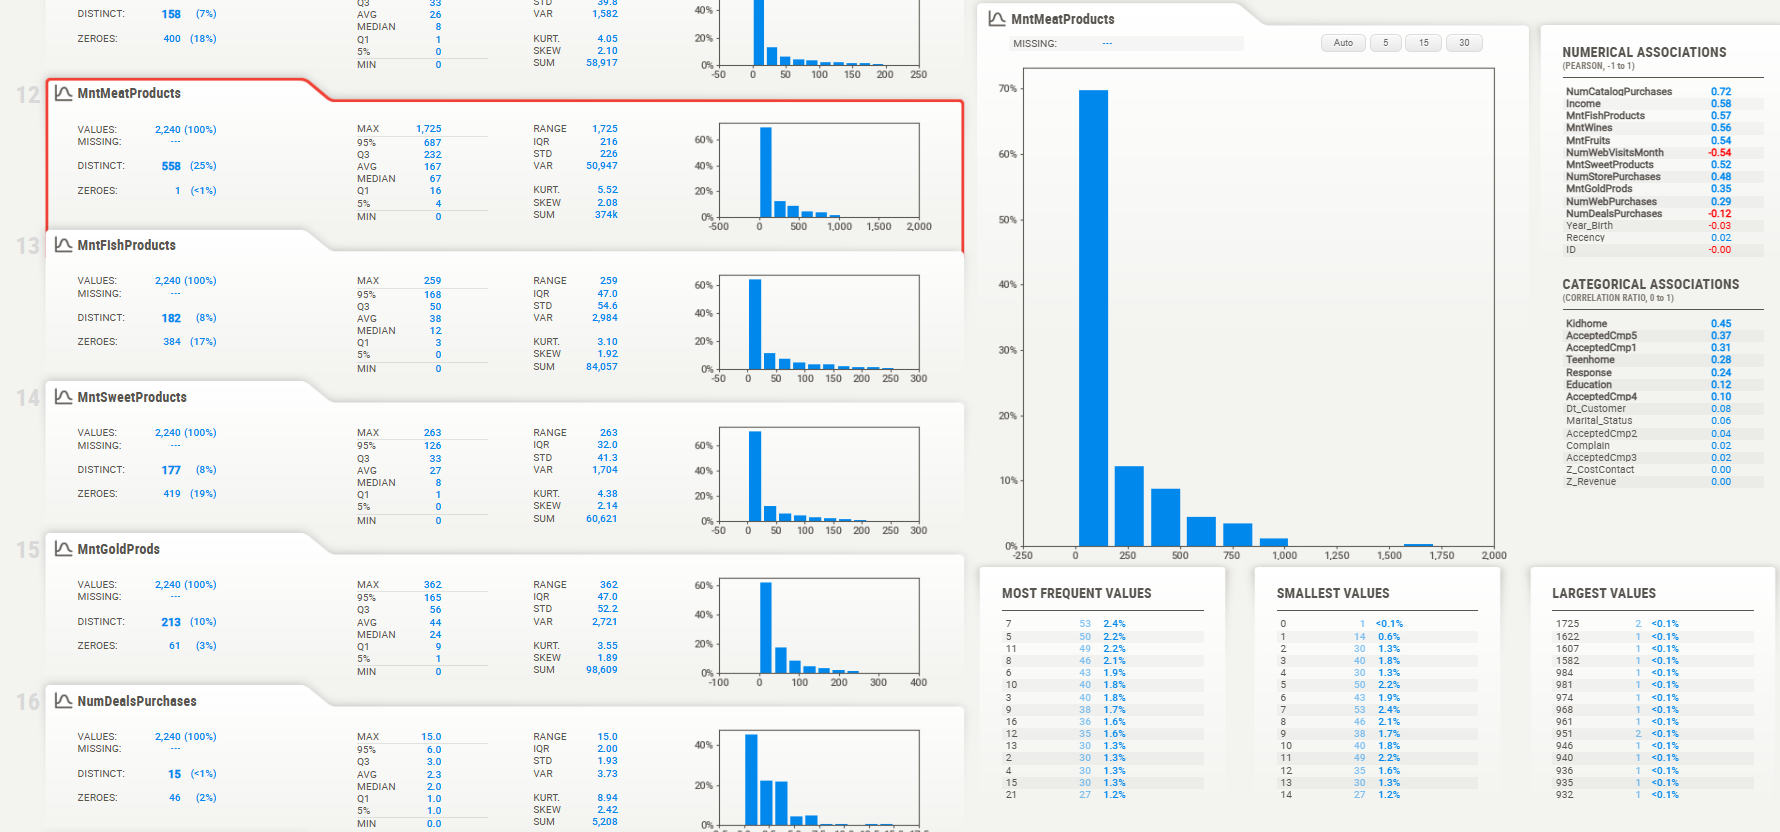 DISTINCT: 158 (7%)
ZEROES: 400 (18%)
Q3 33
AVG 26
MEDIAN 8
Q1 1
5% 0
MIN 0
STD 39.8
VAR 1,582
KURT. 4.05
SKEW 2.10
SUM 58,917
40%
20%
0%
-50 0 50 100 150 200 250
12
MntMeatProducts
VALUES: 2,240 (100%)
MISSING: ---
DISTINCT: 558 (25%)
ZEROES: 1 (<1%)
MAX 1,725
95% 687
Q3 232
AVG 167
MEDIAN 67
Q1 16
5% 4
MIN 0
RANGE 1,725
IQR 216
STD 226
VAR 50,947
KURT. 5.52
SKEW 2.08
SUM 374k
60%
40%
20%
0%
0 500 1,000 1,500 2,000
13
MntFishProducts
VALUES: 2,240 (100%)
MISSING: ---
DISTINCT: 182 (8%)
ZEROES: 384 (17%)
MAX 259
95% 168
Q3 50
AVG 38
MEDIAN 12
Q1 3
5% 0
MIN 0
RANGE 259
IQR 47.0
STD 54.6
VAR 2,984
KURT. 3.10
SKEW 1.92
SUM 84,057
60%
40%
20%
0%
-50 0 50 100 150 200 250 300
14
MntSweetProducts
VALUES: 2,240 (100%)
MISSING: ---
DISTINCT: 177 (8%)
ZEROES: 419 (19%)
MAX 263
95% 126
Q3 33
AVG 27
MEDIAN 8
Q1 1
5% 0
MIN 0
RANGE 263
IQR 32.0
STD 41.3
VAR 1,704
KURT. 4.38
SKEW 2.14
SUM 60,621
60%
40%
20%
0%
-50 0 50 100 150 200 250 300
15
MntGoldProds
VALUES: 2,240 (100%)
MISSING: ---
DISTINCT: 213 (10%)
ZEROES: 61 (3%)
MAX 362
95% 165
Q3 56
AVG 44
MEDIAN 24
Q1 9
5% 1
MIN 0
RANGE 362
IQR 47.0
STD 52.2
VAR 2,721
KURT. 3.55
SKEW 1.89
SUM 98,609
60%
40%
20%
0%
-100 0 100 200 300 400
16
NumDealsPurchases
VALUES: 2,240 (100%)
MISSING: ---
DISTINCT: 15 (<1%)
ZEROES: 46 (2%)
MAX 15.0
95% 6.0
Q3 3.0
AVG 2.3
MEDIAN 2.0
Q1 1.0
5% 1.0
MIN 0.0
RANGE 15.0
IQR 2.00
STD 1.93
VAR 3.73
KURT. 8.94
SKEW 2.42
SUM 5,208
40%
20%
0%
MntMeatProducts
MISSING: ---
Auto 5 15 30
70%
60%
50%
40%
30%
20%
10%
0%
-250 0 250 500 750 1,000 1,250 1,500 1,750 2,000
NUMERICAL ASSOCIATIONS
(PEARSON, -1 to 1)
NumCatalogPurchases 0.72
Income 0.58
MntFishProducts 0.57
MntWines 0.56
MntFruits 0.54
NumWebVisitsMonth -0.54
MntSweetProducts 0.52
NumStorePurchases 0.48
MntGoldProds 0.35
NumWebPurchases 0.29
NumDealsPurchases -0.12
Year_Birth -0.03
Recency 0.02
ID -0.00
CATEGORICAL ASSOCIATIONS
(CORRELATION RATIO, 0 to 1)
Kidhome 0.45
AcceptedCmp5 0.37
AcceptedCmp1 0.31
Teenhome 0.28
Response 0.24
Education 0.12
AcceptedCmp4 0.10
Dt_Customer 0.08
Marital_Status 0.06
AcceptedCmp2 0.04
Complain 0.02
AcceptedCmp3 0.02
Z_CostContact 0.00
Z_Revenue 0.00
MOST FREQUENT VALUES
7 53 2.4%
5 50 2.2%
11 49 2.2%
8 46 2.1%
6 43 1.9%
10 40 1.8%
3 40 1.8%
9 38 1.7%
16 36 1.6%
12 35 1.6%
13 30 1.3%
2 30 1.3%
4 30 1.3%
15 30 1.3%
21 27 1.2%
SMALLEST VALUES
0 1 <0.1%
1 14 0.6%
2 30 1.3%
3 40 1.8%
4 30 1.3%
5 50 2.2%
6 43 1.9%
7 53 2.4%
8 46 2.1%
9 38 1.7%
10 40 1.8%
11 49 2.2%
12 35 1.6%
13 30 1.3%
14 27 1.2%
LARGEST VALUES
1725 2 <0.1%
1622 1 <0.1%
1607 1 <0.1%
1582 1 <0.1%
984 1 <0.1%
981 1 <0.1%
974 1 <0.1%
968 1 <0.1%
961 1 <0.1%
951 2 <0.1%
946 1 <0.1%
940 1 <0.1%
936 1 <0.1%
935 1 <0.1%
932 1 <0.1%